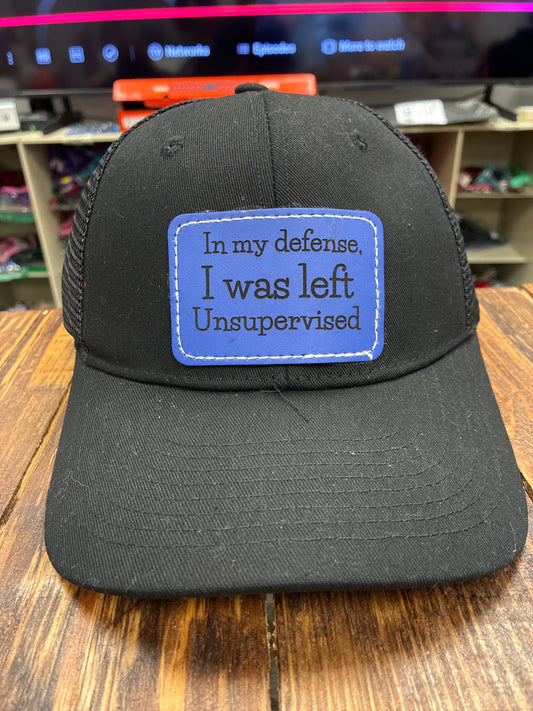 Networks
Episodes
More to watch
In my defense,
I was left
Unsupervised